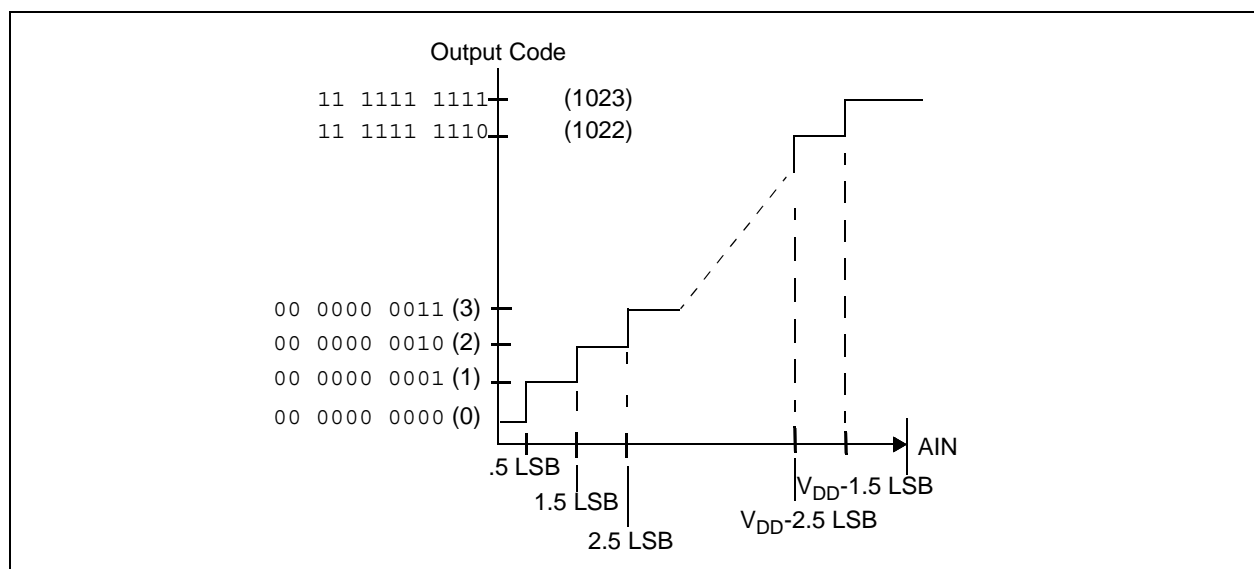 Output Code
11 1111 1111 (1023)
11 1111 1110 (1022)
00 0000 0011 (3)
00 0000 0010 (2)
00 0000 0001 (1)
00 0000 0000 (0)
AIN
.5 LSB
1.5 LSB
2.5 LSB
VDD-1.5 LSB
VDD-2.5 LSB